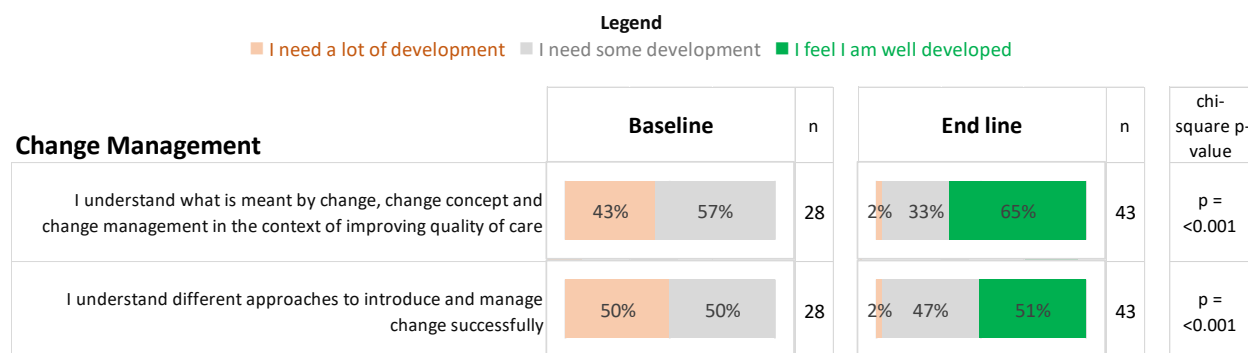 Legend
I need a lot of development I need some development I feel I am well developed
Change Management
Baseline
n
End line
n
chi-
square p-
value
I understand what is meant by change, change concept and
change management in the context of improving quality of care
43% 57%
28
2% 33% 65%
43
p =
<0.001
I understand different approaches to introduce and manage
change successfully
50% 50%
28
2% 47% 51%
43
p =
<0.001